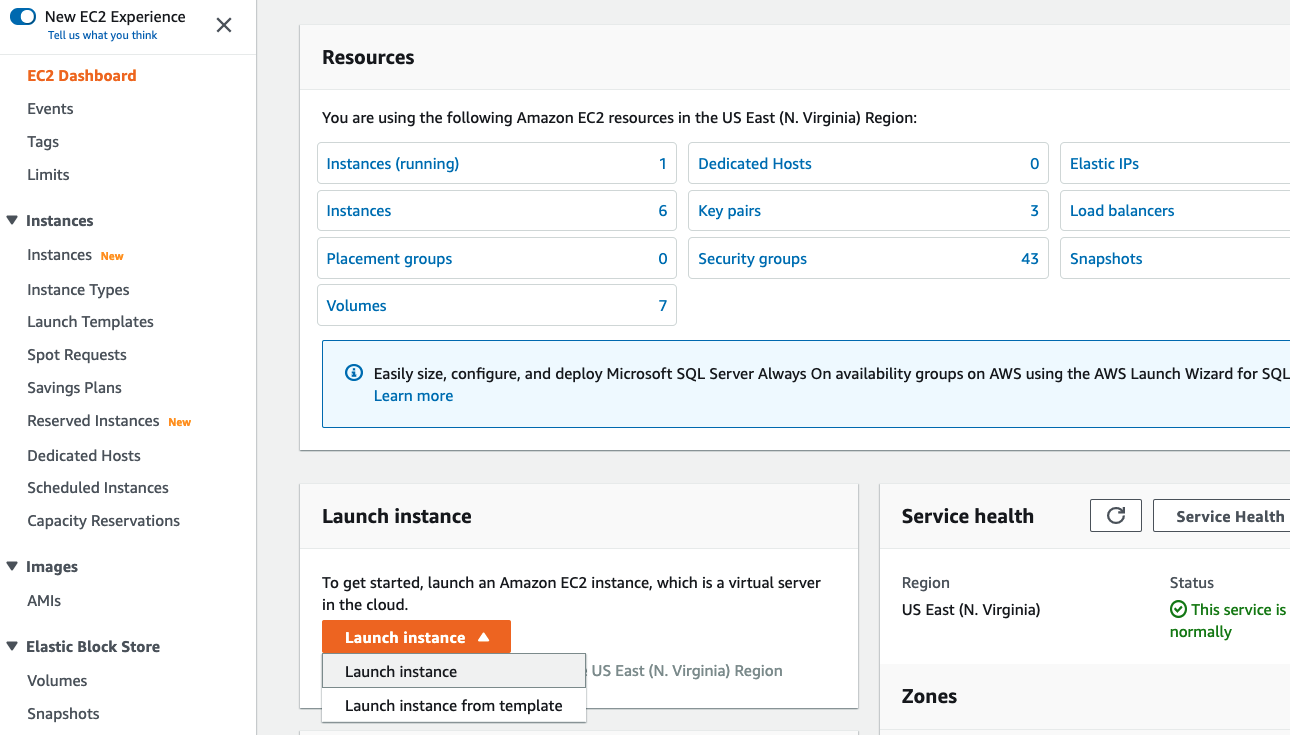 New EC2 Experience
Tell us what you think
EC2 Dashboard
Events
Tags
Limits
Instances
Instances New
Instance Types
Launch Templates
Spot Requests
Savings Plans
Reserved Instances New
Dedicated Hosts
Scheduled Instances
Capacity Reservations
Images
AMIs
Elastic Block Store
Volumes
Snapshots
Resources
You are using the following Amazon EC2 resources in the US East (N. Virginia) Region:
Instances (running) 1
Dedicated Hosts 0
Elastic IPs
Instances 6
Key pairs 3
Load balancers
Placement groups 0
Security groups 43
Snapshots
Volumes 7
Easily size, configure, and deploy Microsoft SQL Server Always On availability groups on AWS using the AWS Launch Wizard for SQL
Learn more
Launch instance
To get started, launch an Amazon EC2 instance, which is a virtual server
in the cloud.
Launch instance
Launch instance
US East (N. Virginia) Region
Launch instance from template
Service health
Service Health
Region
US East (N. Virginia)
Status
This service is
normally
Zones